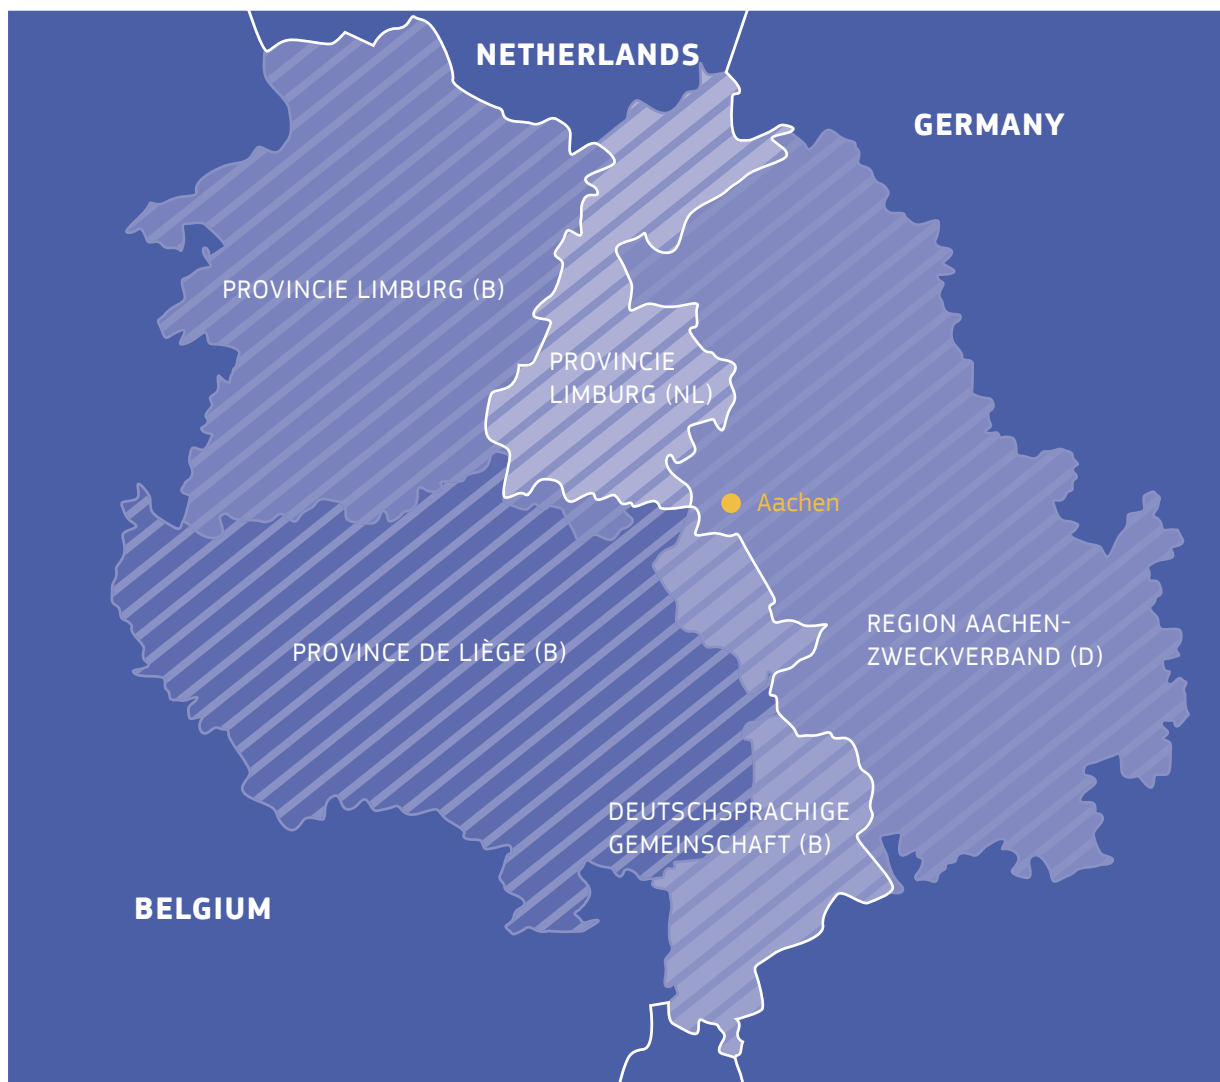 NETHERLANDS
GERMANY
PROVINCIE LIMBURG (B)
PROVINCIE
LIMBURG (NL)
Aachen
REGION AACHEN-
ZWECKVERBAND (D)
PROVINCE DE LIÈGE (B)
DEUTSCHSPRACHIGE
GEMEINSCHAFT (B)
BELGIUM